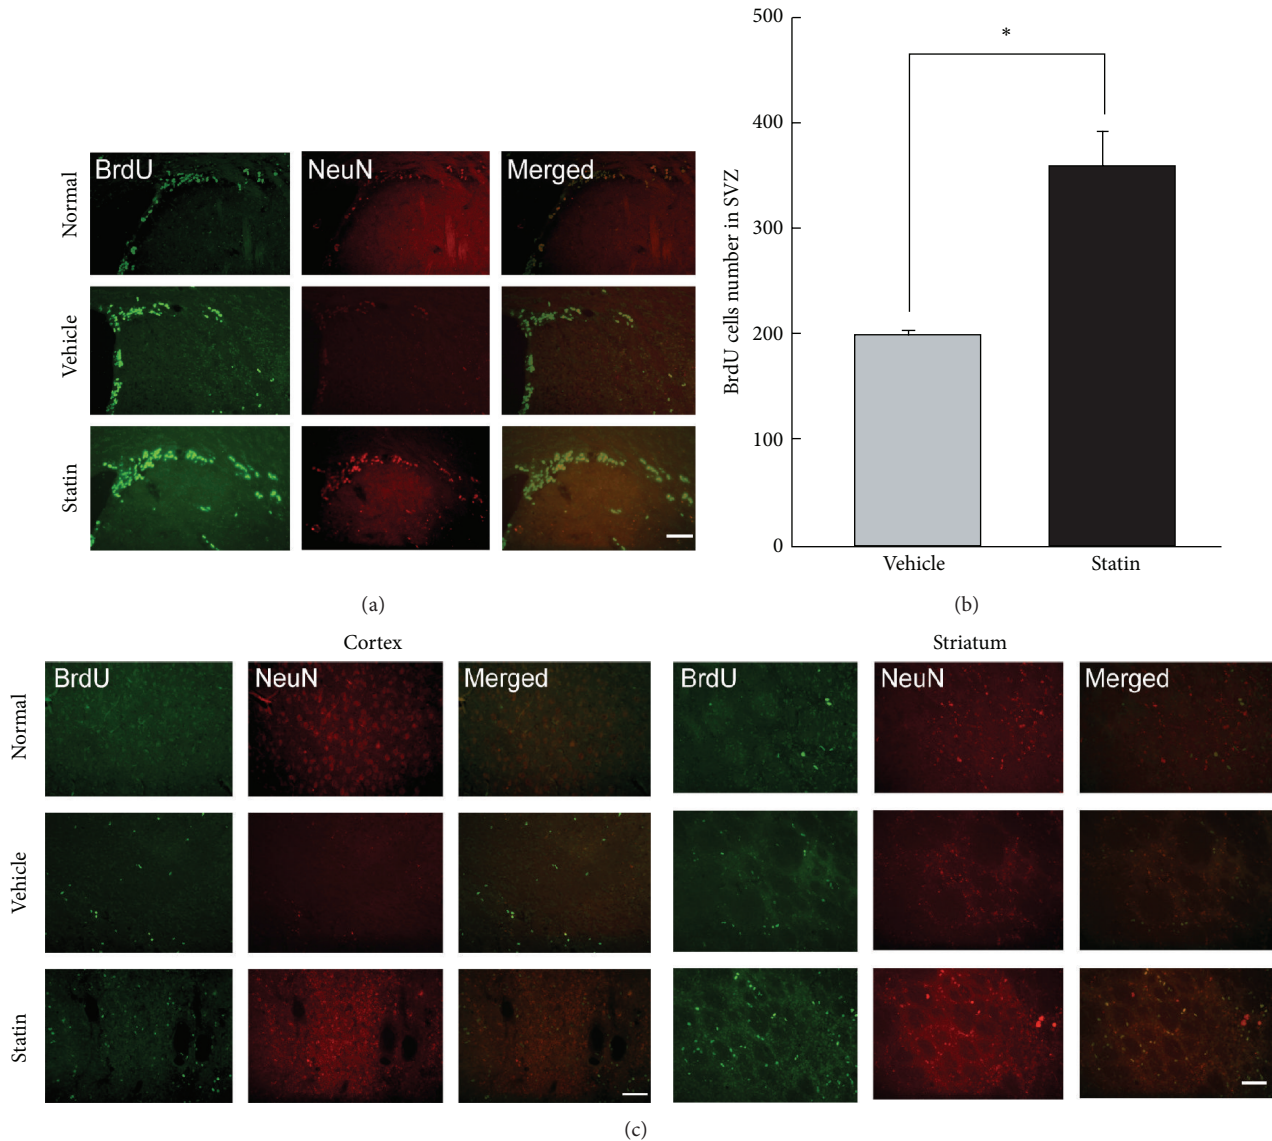 BrdU NeuN Merged
Normal
Vehicle
Statin
(a)
500
400
300
200
100
0
BrdU cells number in SVZ
*
Vehicle Statin
(b)
Cortex Striatum
BrdU NeuN Merged BrdU NeuN Merged
Normal
Vehicle
Statin
(c)